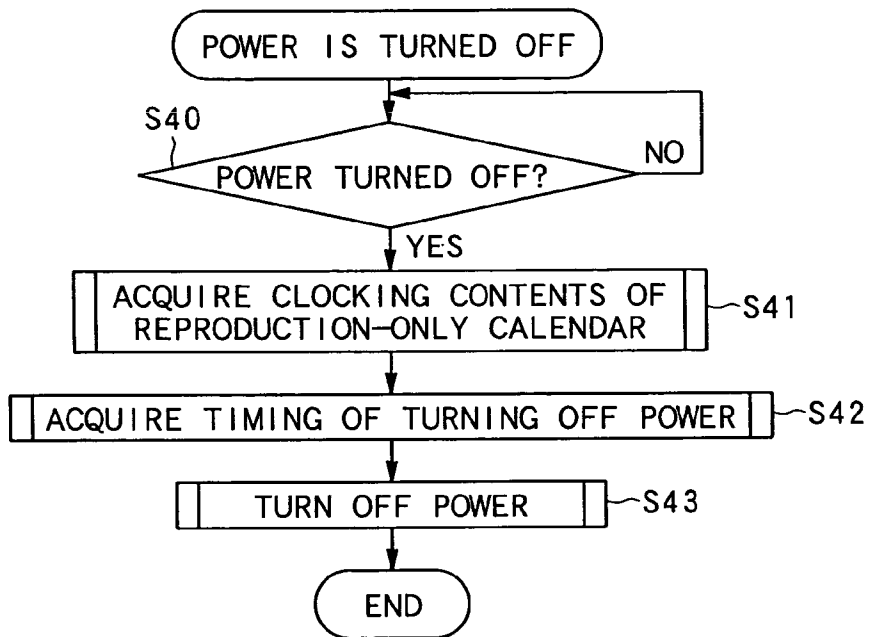 POWER IS TURNED OFF
S40
POWER TURNED OFF?
NO
YES
ACQUIRE CLOCKING CONTENTS OF
REPRODUCTION-ONLY CALENDAR
S41
ACQUIRE TIMING OF TURNING OFF POWER
S42
TURN OFF POWER
S43
END